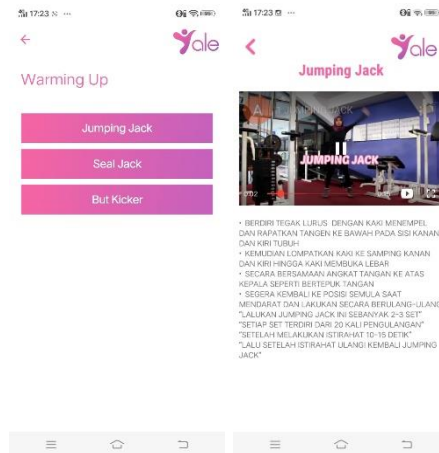 17:23
Yale
Warming Up
Jumping Jack
Seal Jack
But Kicker
17:23
Yale
Jumping Jack
JUMPING JACK
0:02
• BERDIRI TEGAK LURUS DENGAN KAKI MENEMPEL
DAN RAPATKAN TANGEN KE BAWAH PADA SISI KANAN
DAN KIRI TUBUH
• KEMUDIAN LOMPATKAN KAKI KE SAMPING KANAN
DAN KIRI HINGGA KAKI MEMBUKA LEBAR
• SECARA BERSAMAAN ANGKAT TANGAN KE ATAS
KEPALA SEPERTI BERTEPUK TANGAN
• SEGERA KEMBALI KE POSISI SEMULA SAAT
MENDARAT DAN LAKUKAN SECARA BERULANG-ULANG
"LALUKAN JUMPING JACK INI SEBANYAK 2-3 SET"
"SETIAP SET TERDIRI DARI 20 KALI PENGULANGAN"
"SETELAH MELAKUKAN ISTIRAHAT 10-15 DETIK"
"LALU SETELAH ISTIRAHAT ULANGI KEMBALI JUMPING
JACK"